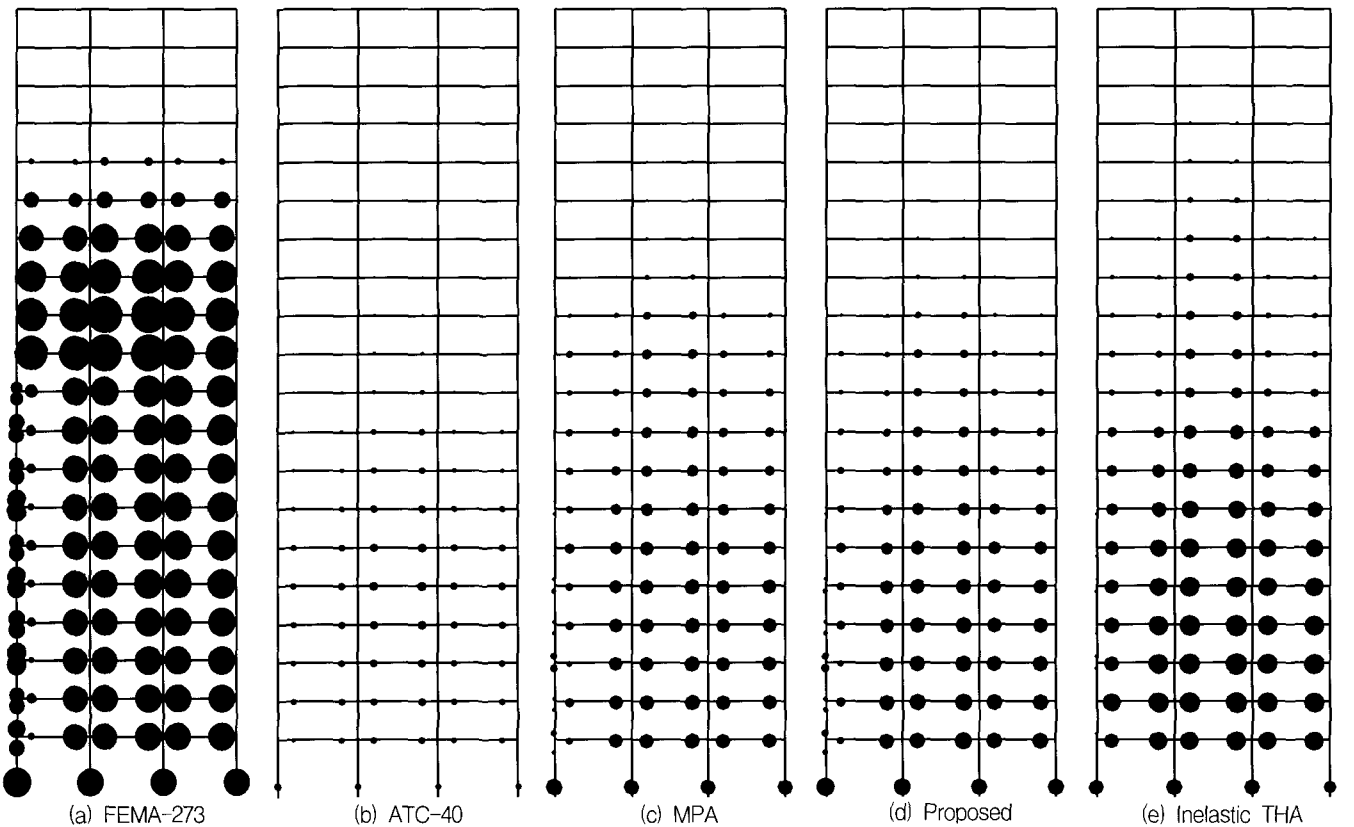 (a) FEMA-273
(b) ATC-40
(c) MPA
(d) Proposed
(e) Inelastic THA